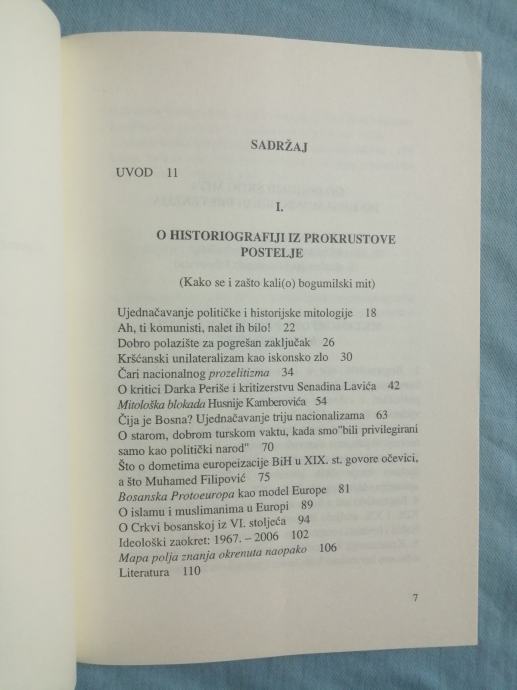 SADRŽAJ
UVOD 11
I.
O HISTORIOGRAFIJI IZ PROKRUSTOVE
POSTELJE
(Kako se i zašto kali(o) bogumilski mit)
Ujednačavanje političke i historijske mitologije 18
Ah, ti komunisti, nalet ih bilo! 22
Dobro polazište za pogrešan zaključak 26
Kršćanski unilateralizam kao iskonsko zlo 30
Čari nacionalnog prozelitizma 34
O kritici Darka Periše i kritizerstvu Senadina Lavića 42
Mitološka blokada Husnije Kamberovića 54
Čija je Bosna? Ujednačavanje triju nacionalizama 63
O starom, dobrom turskom vaktu, kada smo"bili privilegirani
samo kao politički narod" 70
Što o dometima europeizacije BiH u XIX. st. govore očevici,
a što Muhamed Filipović 75
Bosanska Protoeuropa kao model Europe 81
O islamu i muslimanima u Europi 89
O Crkvi bosanskoj iz VI. stoljeća 94
Ideološki zaokret: 1967. – 2006 102
Mapa polja znanja okrenuta naopako 106
Literatura 110
7